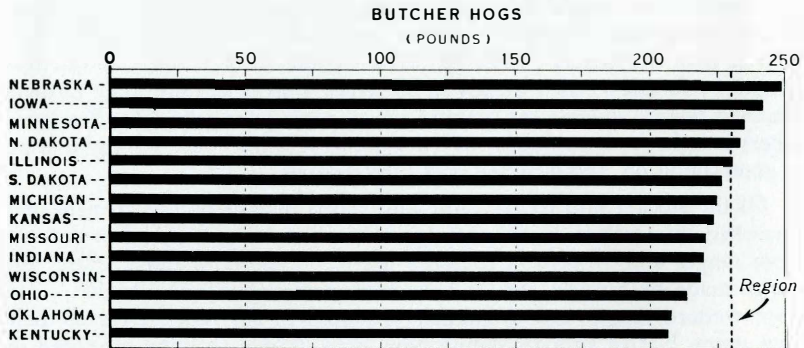 BUTCHER HOGS
(POUNDS)
0 50 100 150 200 250
NEBRASKA
IOWA
MINNESOTA
N. DAKOTA
ILLINOIS
S. DAKOTA
MICHIGAN
KANSAS
MISSOURI
INDIANA
WISCONSIN
OHIO
OKLAHOMA
KENTUCKY
Region